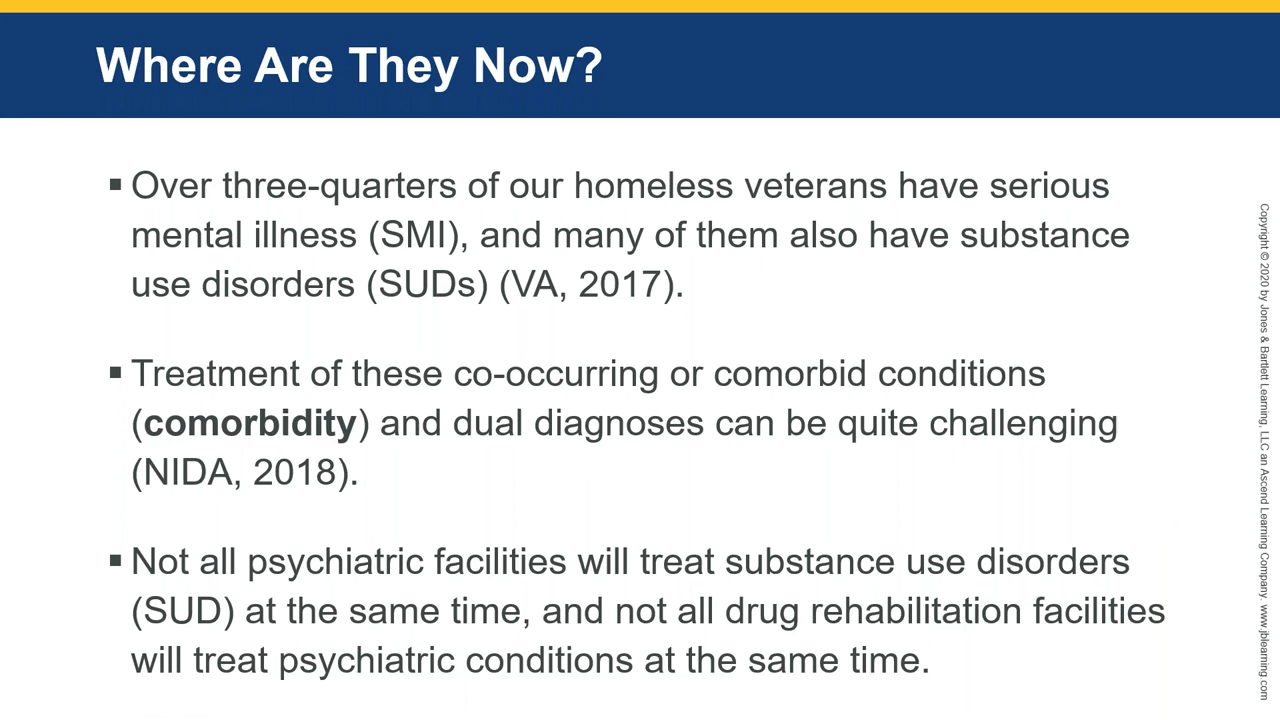 Where Are They Now?
▪ Over three-quarters of our homeless veterans have serious
mental illness (SMI), and many of them also have substance
use disorders (SUDs) (VA, 2017).
▪ Treatment of these co-occurring or comorbid conditions
(comorbidity) and dual diagnoses can be quite challenging
(NIDA, 2018).
▪ Not all psychiatric facilities will treat substance use disorders
(SUD) at the same time, and not all drug rehabilitation facilities
will treat psychiatric conditions at the same time.
Copyright © 2020 by Jones & Bartlett Learning, LLC an Ascend Learning Company. www.jblearning.com